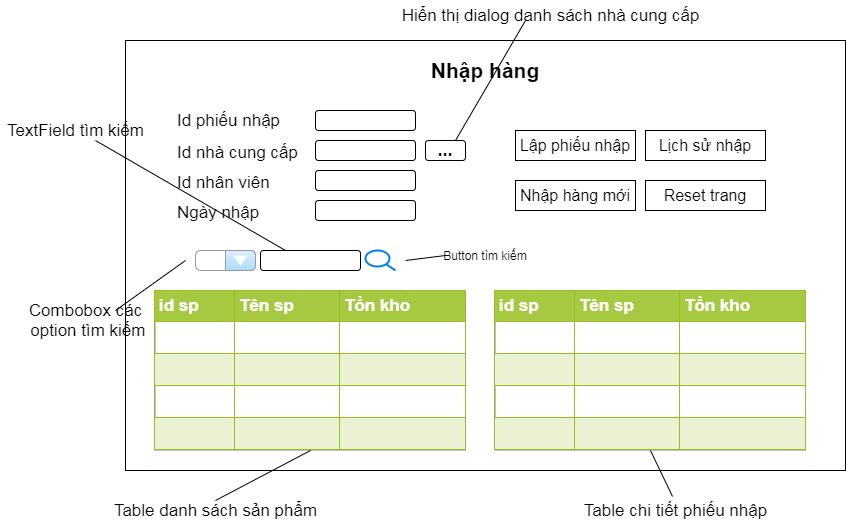 Hiển thị dialog danh sách nhà cung cấp
Nhập hàng
TextField tìm kiếm
Id phiếu nhập
Id nhà cung cấp
...
Id nhân viên
Ngày nhập
Lập phiếu nhập
Lịch sử nhập
Nhập hàng mới
Reset trang
Button tìm kiếm
Combobox các
option tìm kiếm
id sp Tên sp Tồn kho
id sp Tên sp Tồn kho
Table danh sách sản phẩm
Table chi tiết phiếu nhập